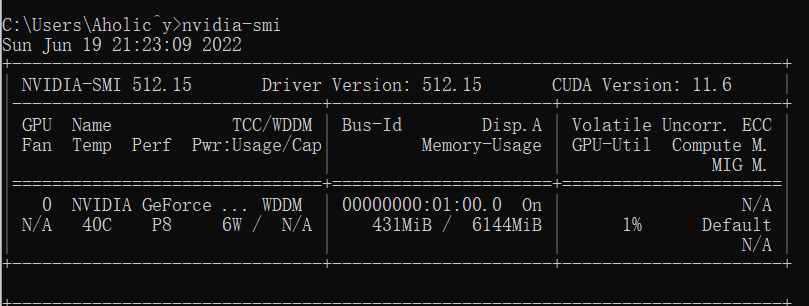 C:\Users\Aholic^y>nvidia-smi
Sun Jun 19 21:23:09 2022
NVIDIA-SMI 512.15 Driver Version: 512.15 CUDA Version: 11.6
GPU Name TCC/WDDM | Bus-Id Disp.A | Volatile Uncorr. ECC
Fan Temp Perf Pwr:Usage/Cap | Memory-Usage | GPU-Util Compute M.
MIG M.
0 NVIDIA GeForce ... WDDM | 00000000:01:00.0 On | N/A
N/A 40C P8 6W / N/A | 431MiB / 6144MiB | 1% Default
N/A